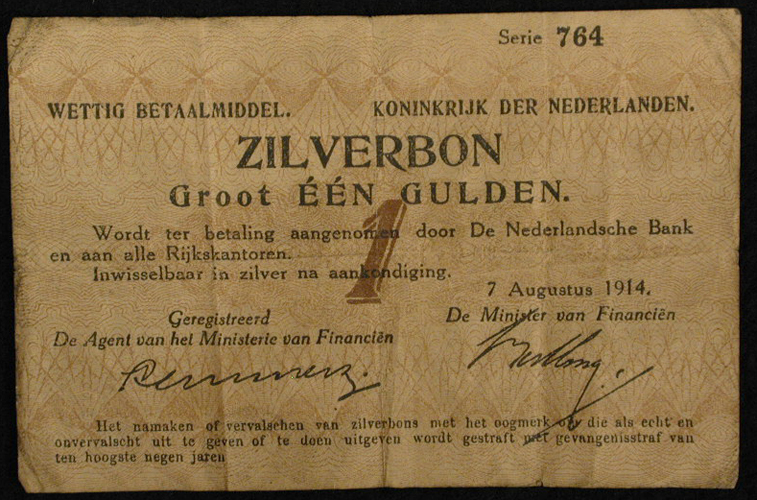 Serie 764
WETTIG BETAALMIDDEL. KONINKRIJK DER NEDERLANDEN.
ZILVERBON
Groot ÉÉN GULDEN.
1
Wordt ter betaling aangenomen door De Nederlandsche Bank
en aan alle Rijkskantoren.
Inwisselbaar in zilver na aankondiging.
7 Augustus 1914.
Geregistreerd
De Agent van het Ministerie van Financiën
De Minister van Financiën
Het namaken of vervalschen van zilverbons met het oogmerk om die als echt en
onvervalscht uit te geven of te doen uitgeven wordt gestraft met gevangenisstraf van
ten hoogste negen jaren